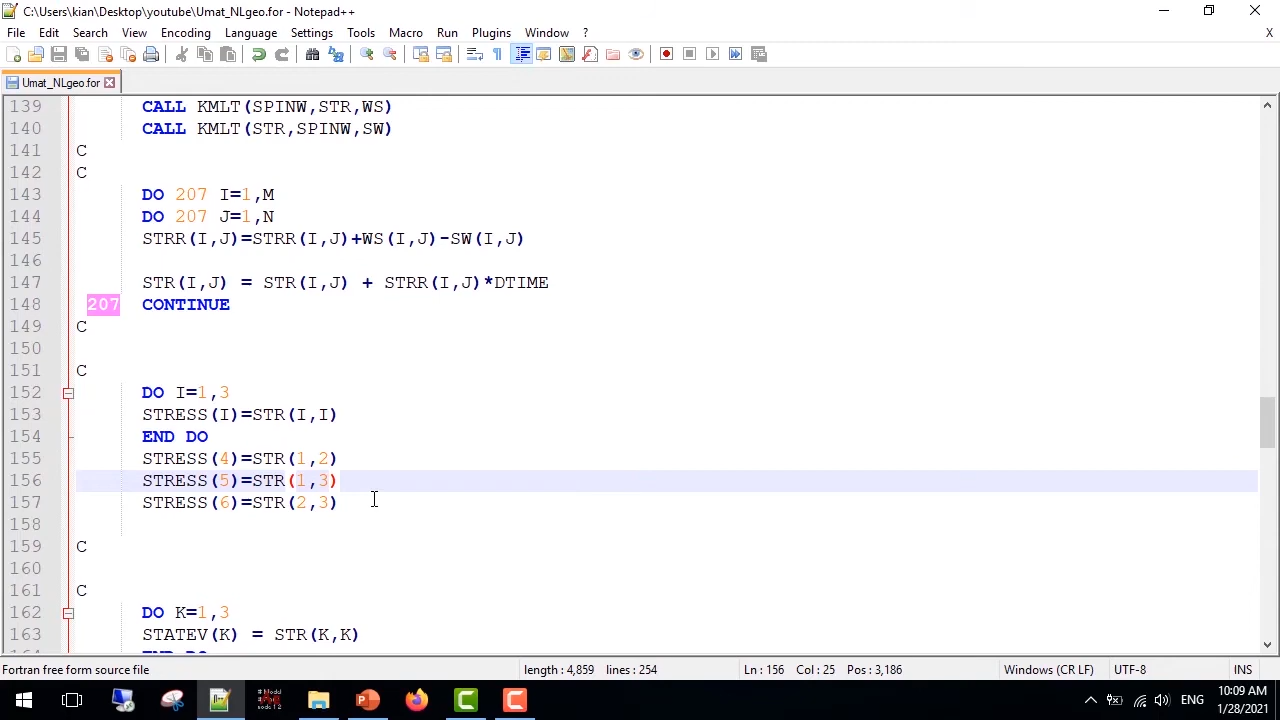 C:\Users\kian\Desktop\youtube\Umat_NLgeo.for - Notepad++
File Edit Search View Encoding Language Settings Tools Macro Run Plugins Window ? X
Umat_NLgeo.for
139 CALL KMLT(SPINW,STR,WS)
140 CALL KMLT(STR,SPINW,SW)
141 C
142 C
143 DO 207 I=1,M
144 DO 207 J=1,N
145 STRR(I,J)=STRR(I,J)+WS(I,J)-SW(I,J)
146
147 STR(I,J) = STR(I,J) + STRR(I,J)*DTIME
148 207 CONTINUE
149 C
150
151 C
152 DO I=1,3
153 STRESS(I)=STR(I,I)
154 END DO
155 STRESS(4)=STR(1,2)
156 STRESS(5)=STR(1,3)
157 STRESS(6)=STR(2,3)
158
159 C
160
161 C
162 DO K=1,3
163 STATEV(K) = STR(K,K)
Fortran free form source file length : 4,859 lines : 254 Ln : 156 Col : 25 Pos : 3,186 Windows (CR LF) UTF-8 INS
ENG 10:09 AM
1/28/2021